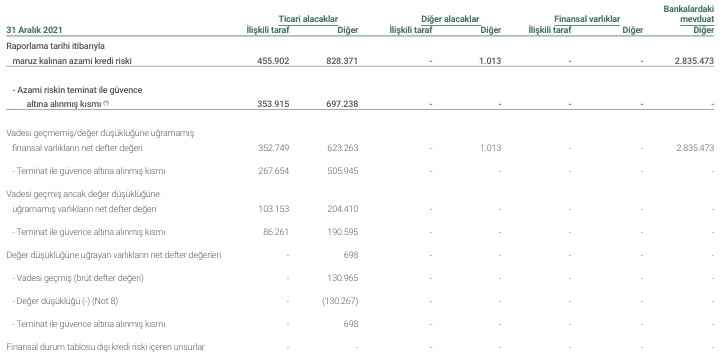 Bankalardaki
Ticari alacaklar Diğer alacaklar Finansal varlıklar mevduat
31 Aralık 2021 İlişkili taraf Diğer İlişkili taraf Diğer İlişkili taraf Diğer Diğer
Raporlama tarihi itibarıyla
maruz kalınan azami kredi riski 455.902 828.371 - 1.013 - - 2.835.473
- Azami riskin teminat ile güvence
altına alınmış kısmı (*) 353.915 697.238 - - - - -
Vadesi geçmemiş/değer düşüklüğüne uğramamış
finansal varlıkların net defter değeri 352.749 623.263 - 1.013 - - 2.835.473
- Teminat ile güvence altına alınmış kısmı 267.654 505.945 - - - - -
Vadesi geçmiş ancak değer düşüklüğüne
uğramamış varlıkların net defter değeri 103.153 204.410 - - - - -
- Teminat ile güvence altına alınmış kısmı 86.261 190.595 - - - - -
Değer düşüklüğüne uğrayan varlıkların net defter değerleri - 698 - - - - -
- Vadesi geçmiş (brüt defter değeri) - 130.965 - - - - -
- Değer düşüklüğü (-) (Not 8) - (130.267) - - - - -
- Teminat ile güvence altına alınmış kısmı - 698 - - - - -
Finansal durum tablosu dışı kredi riski içeren unsurlar - - - - - - -